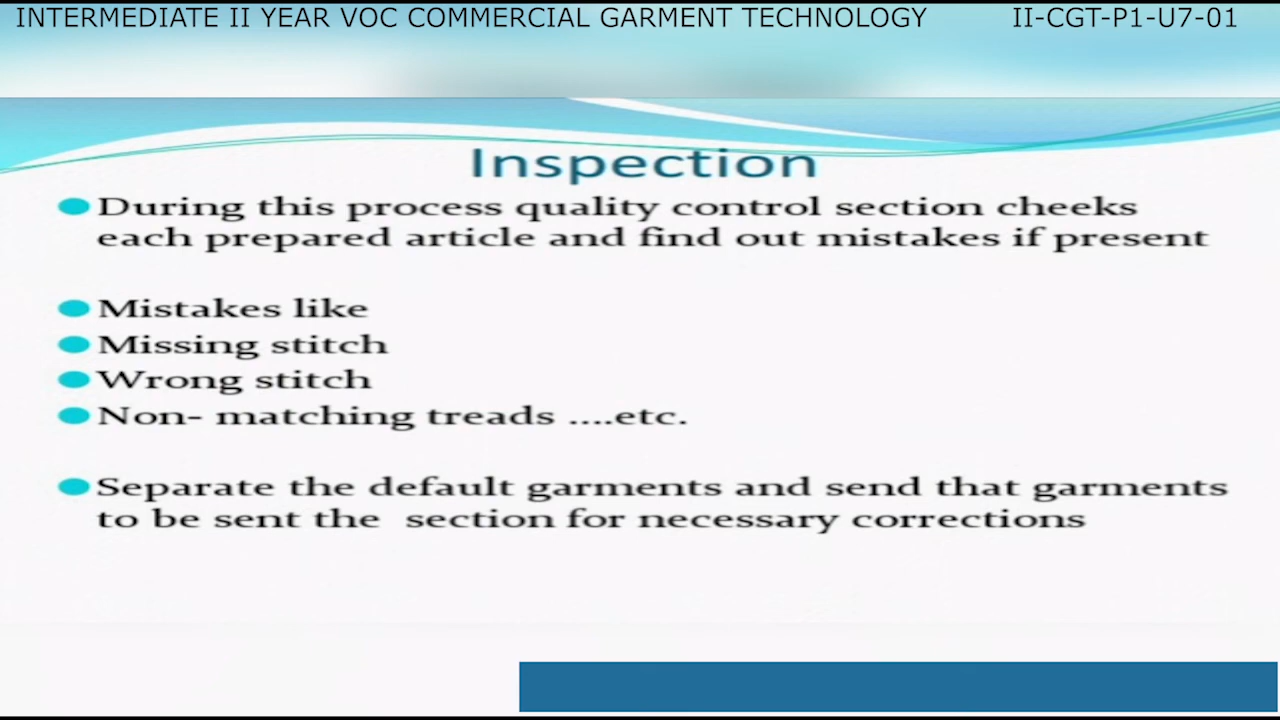 INTERMEDIATE II YEAR VOC COMMERCIAL GARMENT TECHNOLOGY II-CGT-P1-U7-01
Inspection
During this process quality control section cheeks
each prepared article and find out mistakes if present
Mistakes like
Missing stitch
Wrong stitch
Non- matching treads ....etc.
Separate the default garments and send that garments
to be sent the section for necessary corrections